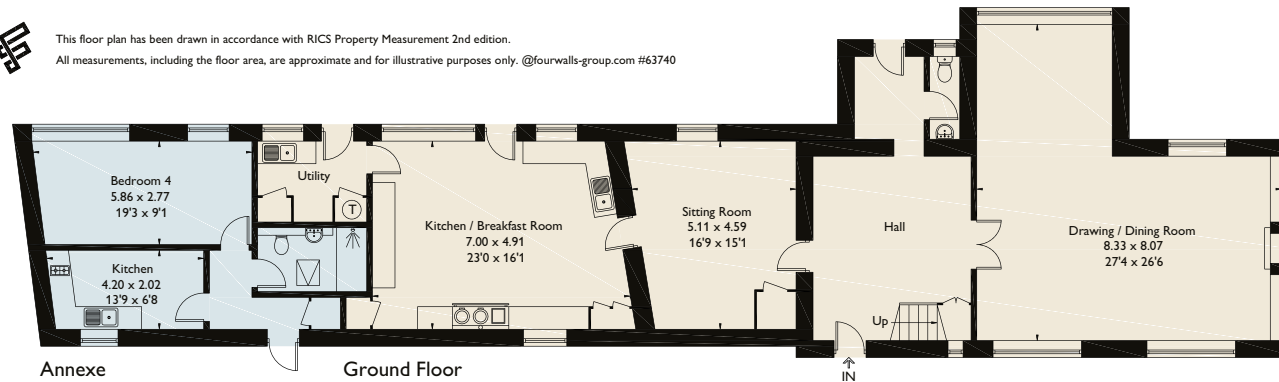 This floor plan has been drawn in accordance with RICS Property Measurement 2nd edition.
All measurements, including the floor area, are approximate and for illustrative purposes only. @fourwalls-group.com #63740
Bedroom 4
5.86 x 2.77
19'3 x 9'1
Utility
T
Kitchen / Breakfast Room
7.00 x 4.91
23'0 x 16'1
Sitting Room
5.11 x 4.59
16'9 x 15'1
Hall
Drawing / Dining Room
8.33 x 8.07
27'4 x 26'6
Kitchen
4.20 x 2.02
13'9 x 6'8
Up
Annexe
Ground Floor
IN